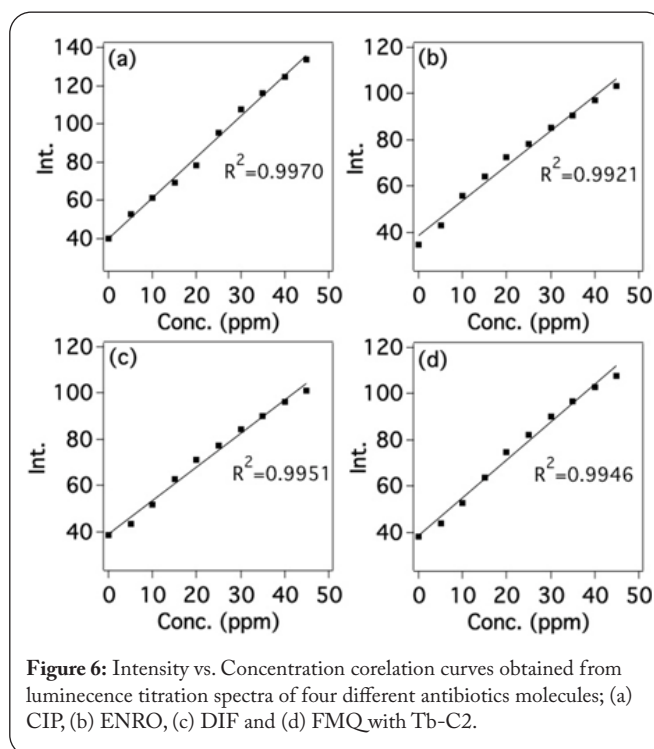 (a)
140
120
100
80
60
40
Int.
R²=0.9970
0 10 20 30 40 50
Conc. (ppm)
(b)
120
100
80
60
40
Int.
R²=0.9921
0 10 20 30 40 50
Conc. (ppm)
(c)
120
100
80
60
40
Int.
R²=0.9951
0 10 20 30 40 50
Conc. (ppm)
(d)
120
100
80
60
40
Int.
R²=0.9946
0 10 20 30 40 50
Conc. (ppm)
Figure 6: Intensity vs. Concentration corelation curves obtained from
luminecence titration spectra of four different antibiotics molecules; (a)
CIP, (b) ENRO, (c) DIF and (d) FMQ with Tb-C2.